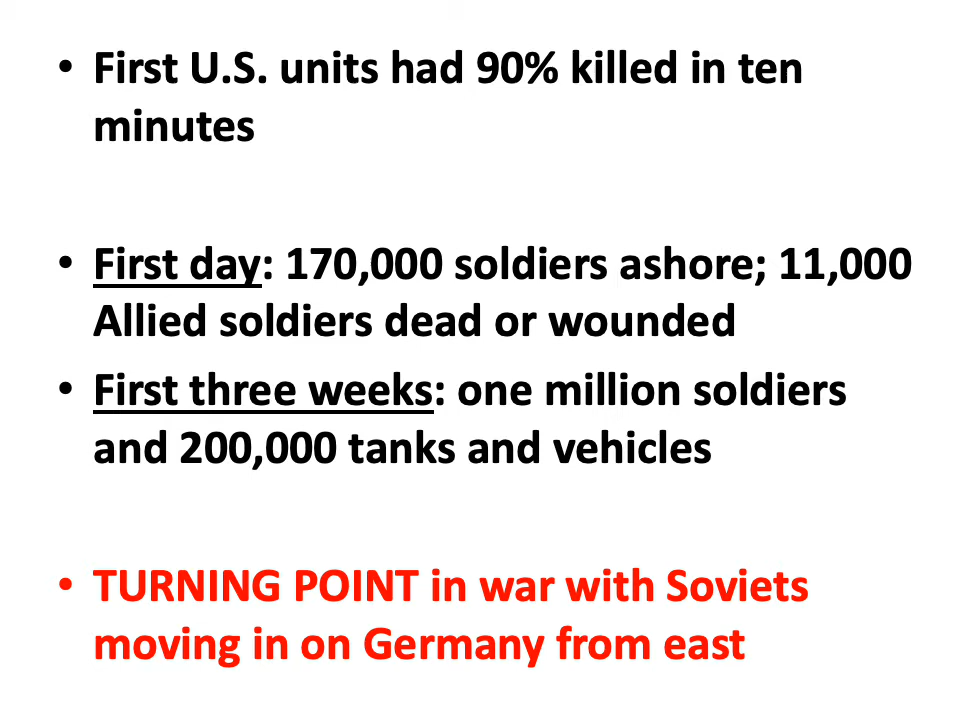 • First U.S. units had 90% killed in ten
minutes
• First day: 170,000 soldiers ashore; 11,000
Allied soldiers dead or wounded
• First three weeks: one million soldiers
and 200,000 tanks and vehicles
• TURNING POINT in war with Soviets
moving in on Germany from east